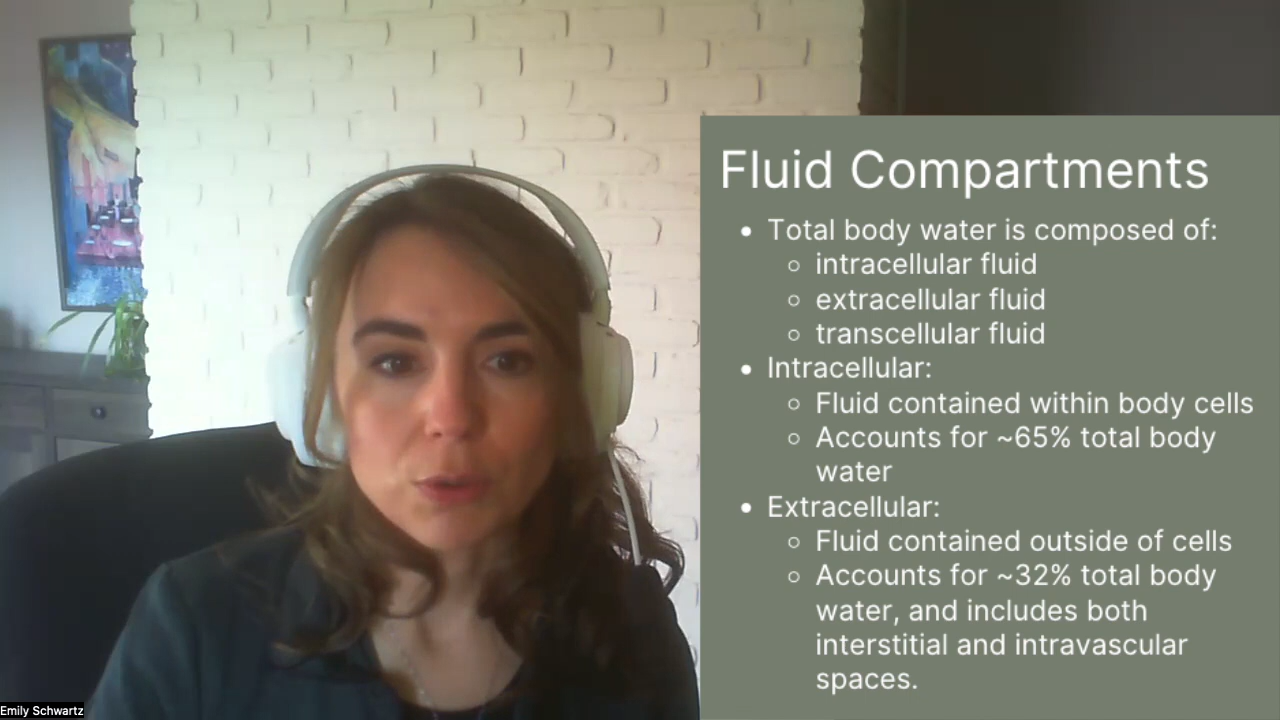 Fluid Compartments
• Total body water is composed of:
○ intracellular fluid
○ extracellular fluid
○ transcellular fluid
• Intracellular:
○ Fluid contained within body cells
○ Accounts for ~65% total body
water
• Extracellular:
○ Fluid contained outside of cells
○ Accounts for ~32% total body
water, and includes both
interstitial and intravascular
spaces.
Emily Schwartz